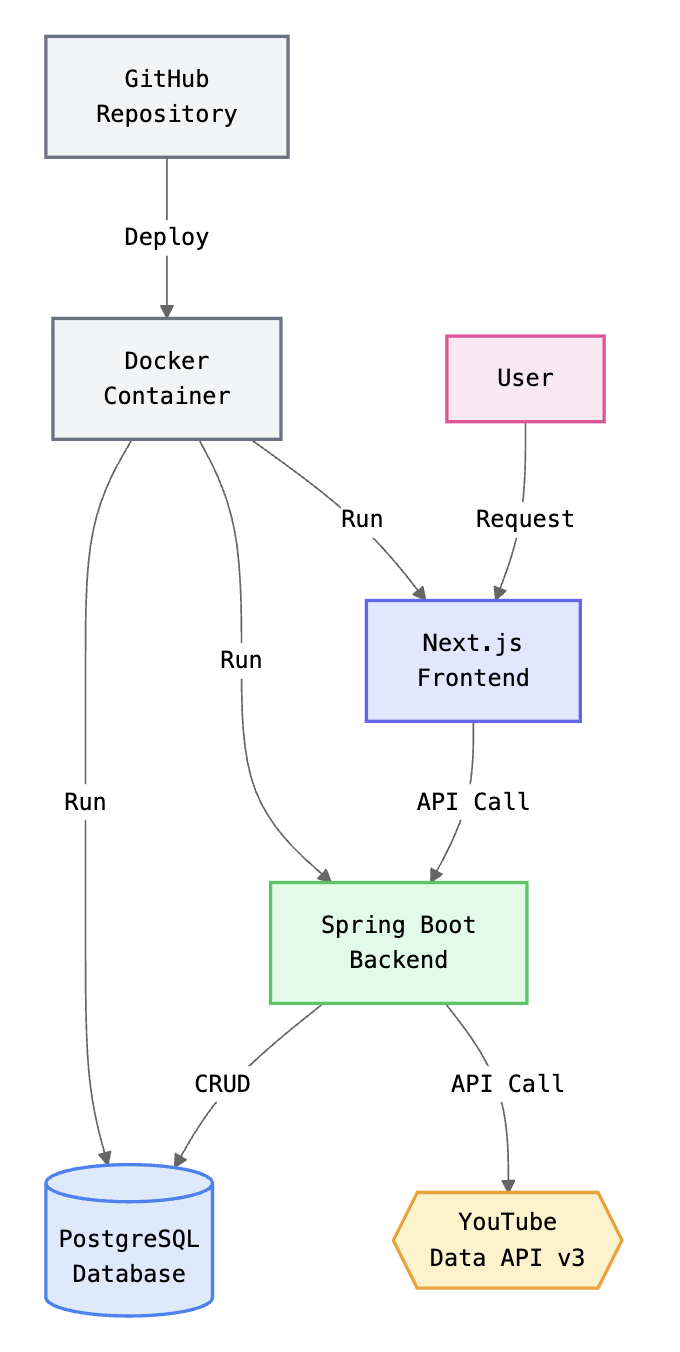 GitHub
Repository
Deploy
Docker
Container
User
Run
Request
Next.js
Frontend
Run
Run
API Call
Spring Boot
Backend
CRUD
API Call
PostgreSQL
Database
YouTube
Data API v3